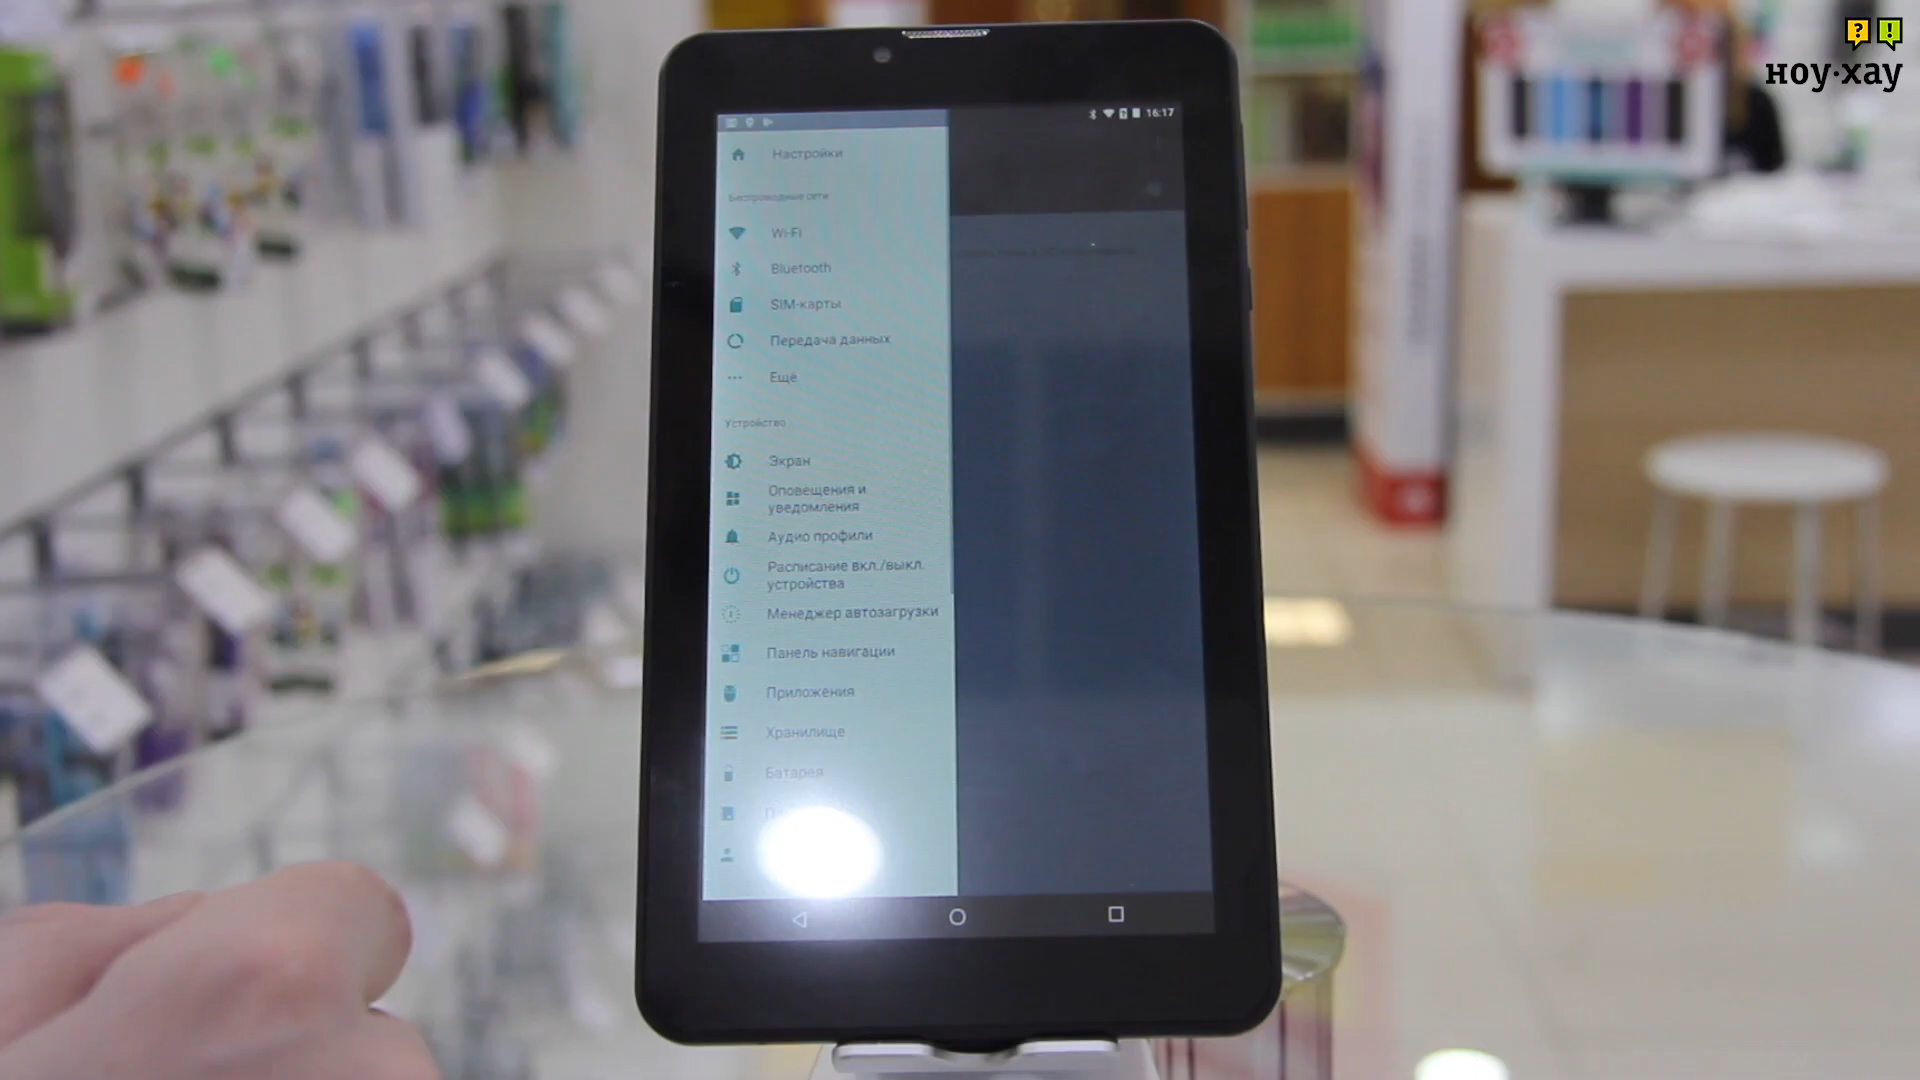 ноу·хау
16:17
Настройки
Беспроводные сети
Wi-Fi
Bluetooth
SIM-карты
Передача данных
Ещё
Устройство
Экран
Оповещения и
уведомления
Аудио профили
Расписание вкл./выкл.
устройства
Менеджер автозагрузки
Панель навигации
Приложения
Хранилище
Батарея